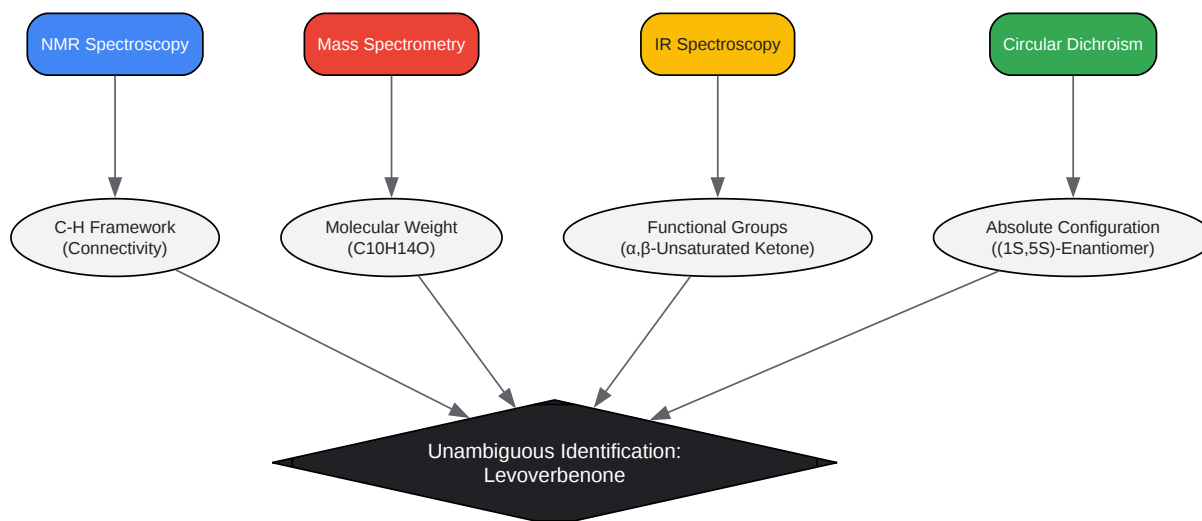 NMR Spectroscopy
Mass Spectrometry
IR Spectroscopy
Circular Dichroism
C-H Framework
(Connectivity)
Molecular Weight
(C10H14O)
Functional Groups
(α,β-Unsaturated Ketone)
Absolute Configuration
((1S,5S)-Enantiomer)
Unambiguous Identification:
Levoverbenone